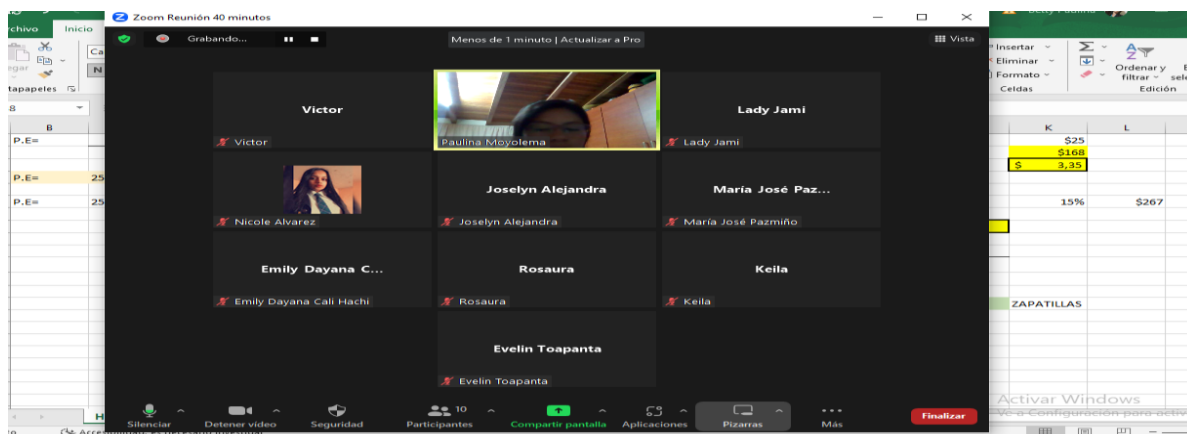 Zoom Reunión 40 minutos
Grabando...
Menos de 1 minuto | Actualizar a Pro
Vista
Victor
Victor
Paulina Moyolema
Lady Jami
Lady Jami
Nicole Alvarez
Joselyn Alejandra
Joselyn Alejandra
María José Paz...
María José Pazmiño
Emily Dayana C...
Emily Dayana Cali Hachi
Rosaura
Rosaura
Keila
Keila
Evelin Toapanta
Evelin Toapanta
Silenciar
Detener video
Seguridad
Participantes
10
Compartir pantalla
Aplicaciones
Pizarras
Más
Finalizar
Inicio
B
P.E=
P.E= 25
P.E= 25
Insertar
Eliminar
Formato
Celdas
Ordenar y
filtrar
Edición
K L
$25
$168
$ 3,35
15% $267
ZAPATILLAS
Activar Windows